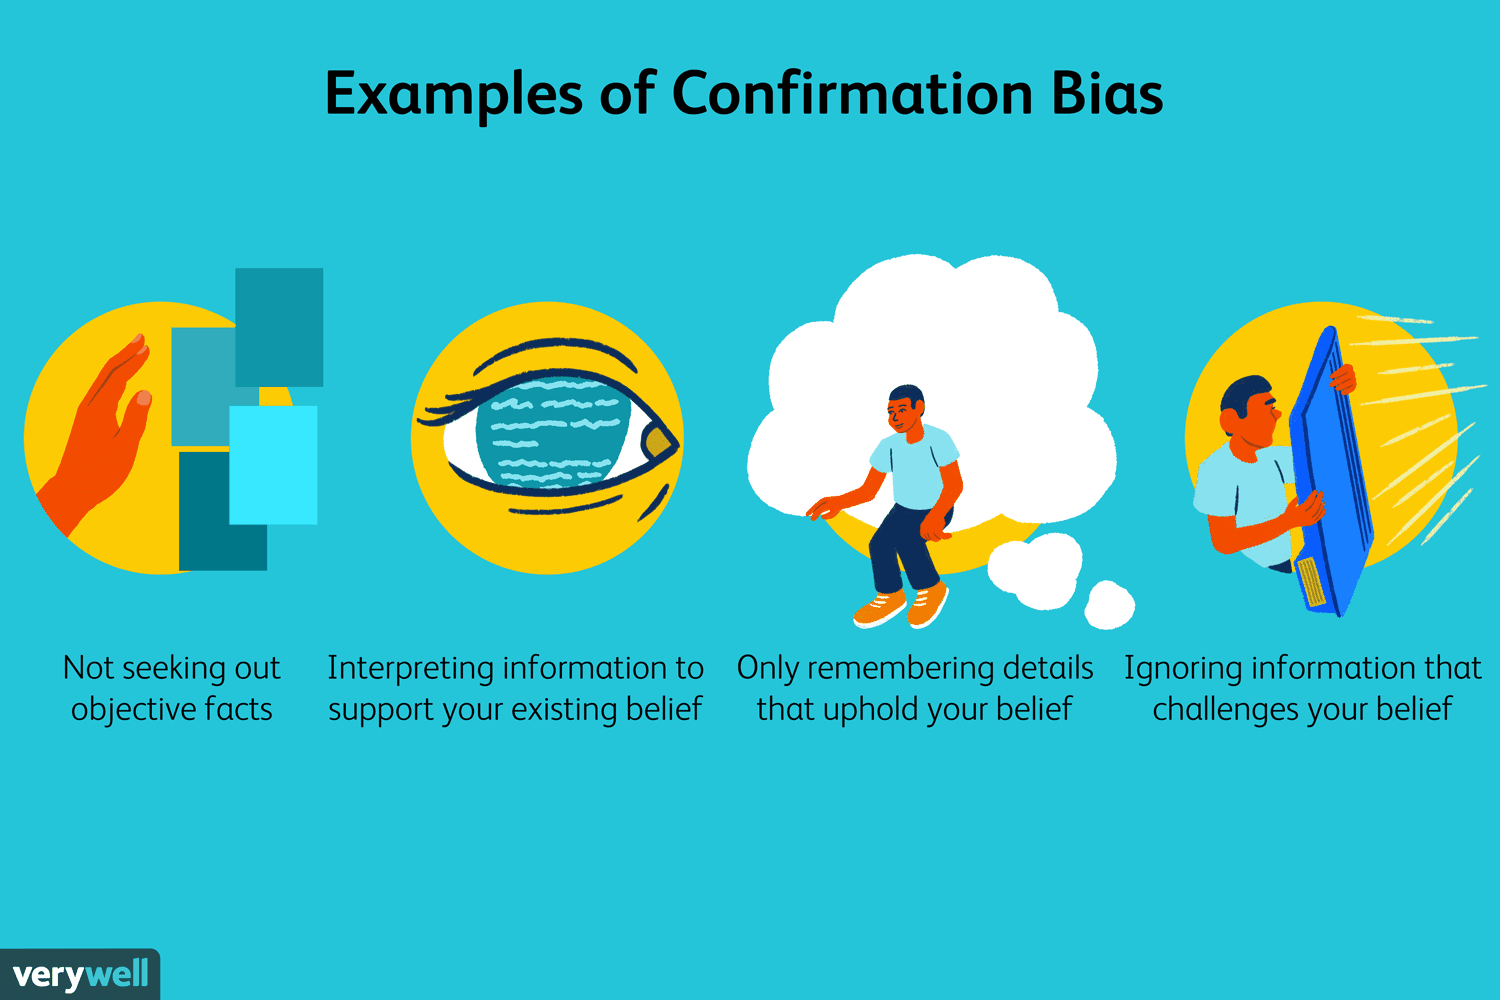 Examples of Confirmation Bias
Not seeking out
objective facts
Interpreting information to
support your existing belief
Only remembering details
that uphold your belief
Ignoring information that
challenges your belief
verywell